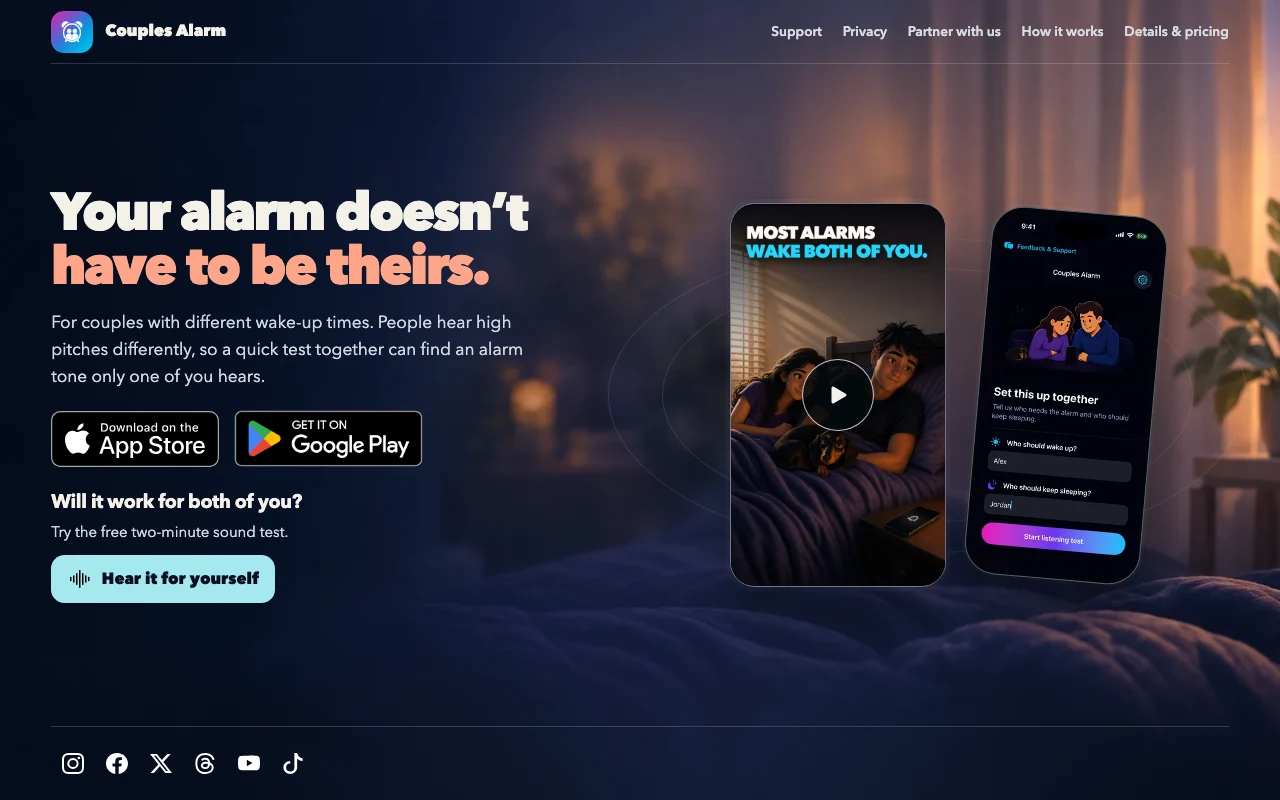 Couples Alarm
Support
Privacy
Partner with us
How it works
Details & pricing
Your alarm doesn’t
have to be theirs.
For couples with different wake-up times. People hear high
pitches differently, so a quick test together can find an alarm
tone only one of you hears.
Download on the
App Store
GET IT ON
Google Play
Will it work for both of you?
Try the free two-minute sound test.
Hear it for yourself
MOST ALARMS
WAKE BOTH OF YOU.
9:41
Feedback & Support
Couples Alarm
Set this up together
Tell us who needs the alarm and who should
keep sleeping.
Who should wake up?
Alex
Who should keep sleeping?
Jordan
Start listening test